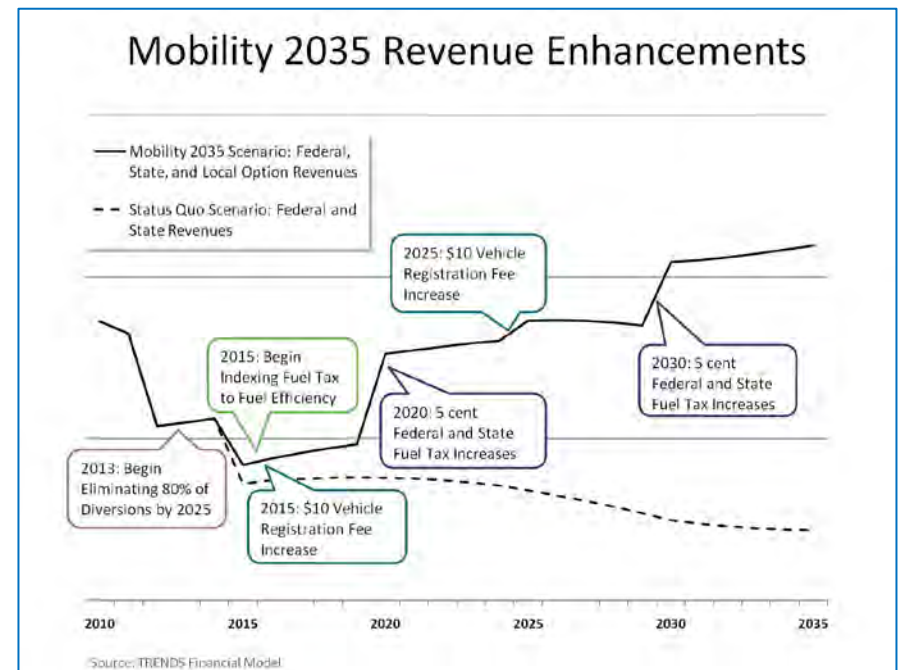 Mobility 2035 Revenue Enhancements
Mobility 2035 Scenario: Federal,
State, and Local Option Revenues
Status Quo Scenario: Federal and
State Revenues
2025: $10 Vehicle
Registration Fee
Increase
2015: Begin
Indexing Fuel Tax
to Fuel Efficiency
2030: 5 cent
Federal and State
Fuel Tax Increases
2020: 5 cent
Federal and State
Fuel Tax Increases
2013: Begin
Eliminating 80% of
Diversions by 2025
2015: $10 Vehicle
Registration Fee
Increase
2010 2015 2020 2025 2030 2035
Source: TRENDS Financial Model